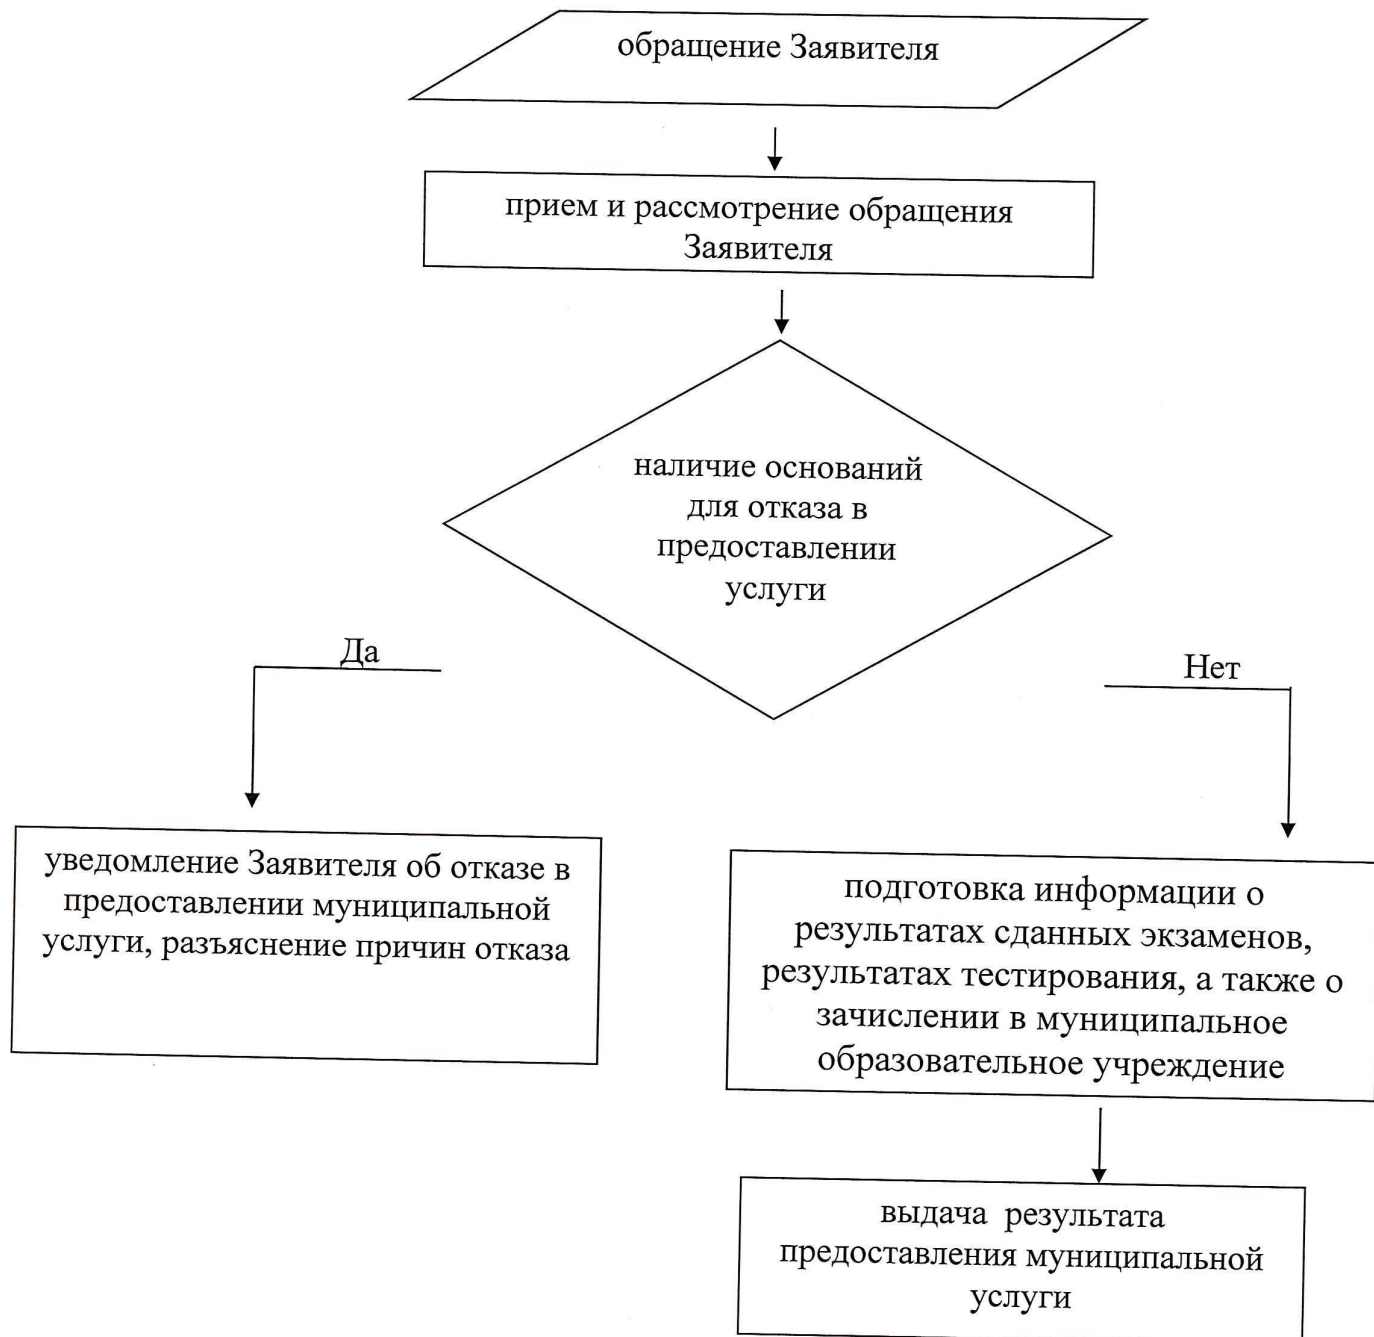 обращение Заявителя
прием и рассмотрение обращения
Заявителя
наличие оснований
для отказа в
предоставлении
услуги
Да
Нет
уведомление Заявителя об отказе в
предоставлении муниципальной
услуги, разъяснение причин отказа
подготовка информации о
результатах сданных экзаменов,
результатах тестирования, а также о
зачислении в муниципальное
образовательное учреждение
выдача результата
предоставления муниципальной
услуги